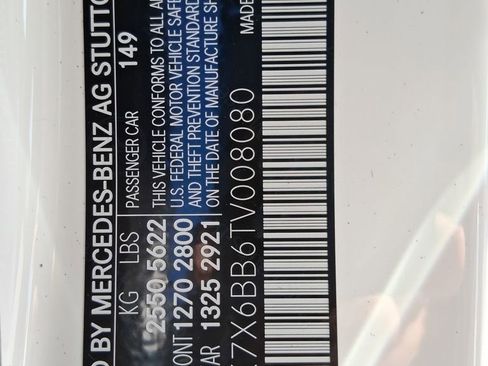 D BY MERCEDES-BENZ AG STUTTG
KG LBS PASSENGER CAR 149
2550 5622 THIS VEHICLE CONFORMS TO ALL AP
ONT 1270 2800 U.S. FEDERAL MOTOR VEHICLE SAFE
AR 1325 2921 AND THEFT PREVENTION STANDARD
ON THE DATE OF MANUFACTURE SH
7X6BB6TV008080 MADE